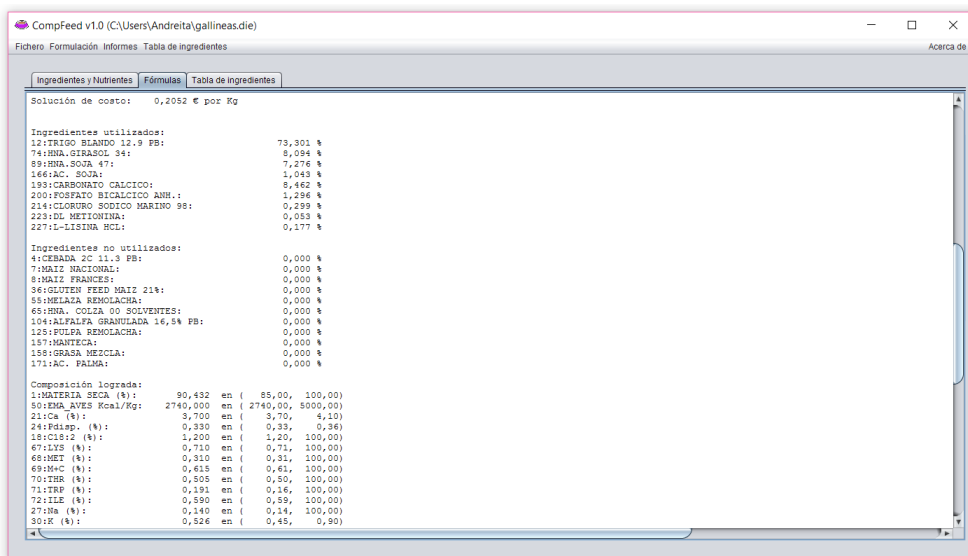 CompFeed v1.0 (C:\Users\Andreita\gallineas.die)
Fichero Formulación Informes Tabla de ingredientes Acerca de
Ingredientes y Nutrientes Fórmulas Tabla de ingredientes
Solución de costo: 0,2052 € por Kg
Ingredientes utilizados:
12:TRIGO BLANDO 12.9 PB: 73,301 %
74:HNA.GIRASOL 34: 8,094 %
89:HNA.SOJA 47: 7,276 %
166:AC. SOJA: 1,043 %
193:CARBONATO CALCICO: 8,462 %
200:FOSFATO BICALCICO ANH.: 1,296 %
214:CLORURO SODICO MARINO 98: 0,299 %
223:DL METIONINA: 0,053 %
227:L-LISINA HCL: 0,177 %
Ingredientes no utilizados:
4:CEBADA 2C 11.3 PB: 0,000 %
7:MAIZ NACIONAL: 0,000 %
8:MAIZ FRANCES: 0,000 %
36:GLUTEN FEED MAIZ 21%: 0,000 %
55:MELAZA REMOLACHA: 0,000 %
65:HNA. COLZA 00 SOLVENTES: 0,000 %
104:ALFALFA GRANULADA 16,5% PB: 0,000 %
125:PULPA REMOLACHA: 0,000 %
157:MANTECA: 0,000 %
158:GRASA MEZCLA: 0,000 %
171:AC. PALMA: 0,000 %
Composición lograda:
1:MATERIA SECA (%): 90,432 en ( 85,00, 100,00)
50:EMA_AVES Kcal/Kg: 2740,000 en ( 2740,00, 5000,00)
21:Ca (%): 3,700 en ( 3,70, 4,10)
24:Pdisp. (%): 0,330 en ( 0,33, 0,36)
18:C18:2 (%): 1,200 en ( 1,20, 100,00)
67:LYS (%): 0,710 en ( 0,71, 100,00)
68:MET (%): 0,310 en ( 0,31, 100,00)
69:M+C (%): 0,615 en ( 0,61, 100,00)
70:THR (%): 0,505 en ( 0,50, 100,00)
71:TRP (%): 0,191 en ( 0,16, 100,00)
72:ILE (%): 0,590 en ( 0,59, 100,00)
27:Na (%): 0,140 en ( 0,14, 100,00)
30:K (%): 0,526 en ( 0,45, 0,90)